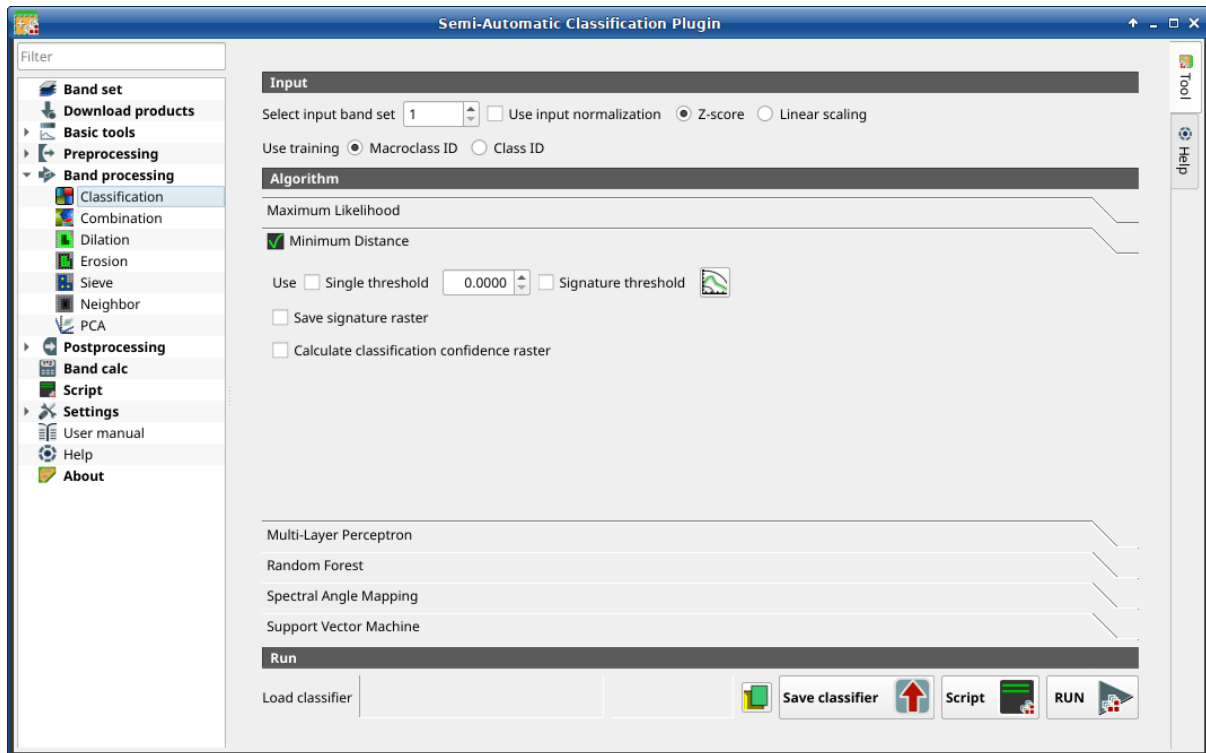 Semi-Automatic Classification Plugin
Filter
Band set
Download products
Basic tools
Preprocessing
Band processing
Classification
Combination
Dilation
Erosion
Sieve
Neighbor
PCA
Postprocessing
Band calc
Script
Settings
User manual
Help
About
Input
Select input band set 1 Use input normalization Z-score Linear scaling
Use training Macroclass ID Class ID
Algorithm
Maximum Likelihood
Minimum Distance
Use Single threshold 0.0000 Signature threshold
Save signature raster
Calculate classification confidence raster
Multi-Layer Perceptron
Random Forest
Spectral Angle Mapping
Support Vector Machine
Run
Load classifier Save classifier Script RUN
Tool
Help